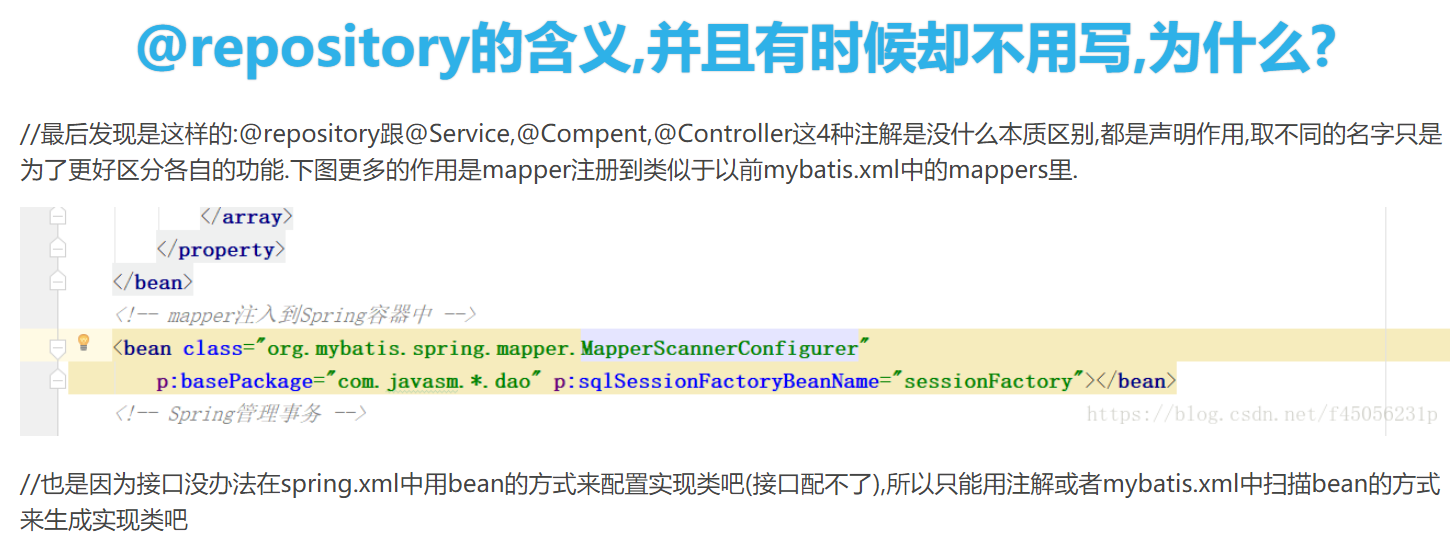 @repository的含义,并且有时候却不用写,为什么?
//最后发现是这样的:@repository跟@Service,@Compent,@Controller这4种注解是没什么本质区别,都是声明作用,取不同的名字只是
为了更好区分各自的功能.下图更多的作用是mapper注册到类似于以前mybatis.xml中的mappers里.
</array>
</property>
</bean>
<!-- mapper注入到Spring容器中 -->
<bean class="org.mybatis.spring.mapper.MapperScannerConfigurer"
p:basePackage="com.javasm.*.dao" p:sqlSessionFactoryBeanName="sessionFactory"></bean>
<!-- Spring管理事务 -->
https://blog.csdn.net/f45056231p
//也是因为接口没办法在spring.xml中用bean的方式来配置实现类吧(接口配不了),所以只能用注解或者mybatis.xml中扫描bean的方式
来生成实现类吧